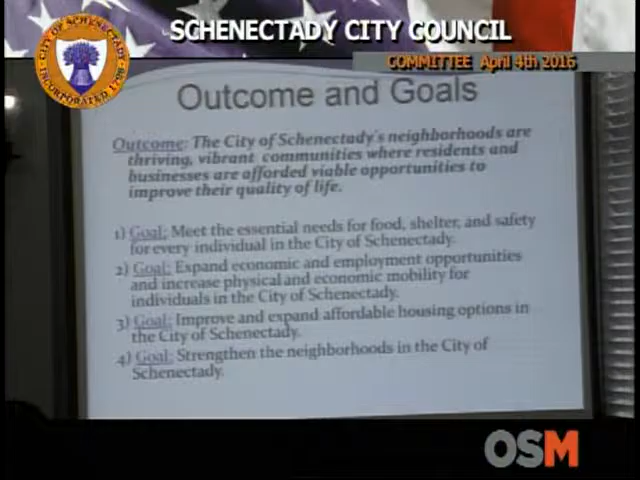 SCHENECTADY CITY COUNCIL
COMMITTEE April 4th 2016
CITY OF SCHENECTADY
INCORPORATED 1798
Outcome and Goals
Outcome: The City of Schenectady's neighborhoods are
thriving, vibrant communities where residents and
businesses are afforded viable opportunities to
improve their quality of life.
1) Goal: Meet the essential needs for food, shelter, and safety
for every individual in the City of Schenectady.
2) Goal: Expand economic and employment opportunities
and increase physical and economic mobility for
individuals in the City of Schenectady.
3) Goal: Improve and expand affordable housing options in
the City of Schenectady.
4) Goal: Strengthen the neighborhoods in the City of
Schenectady.
OSM